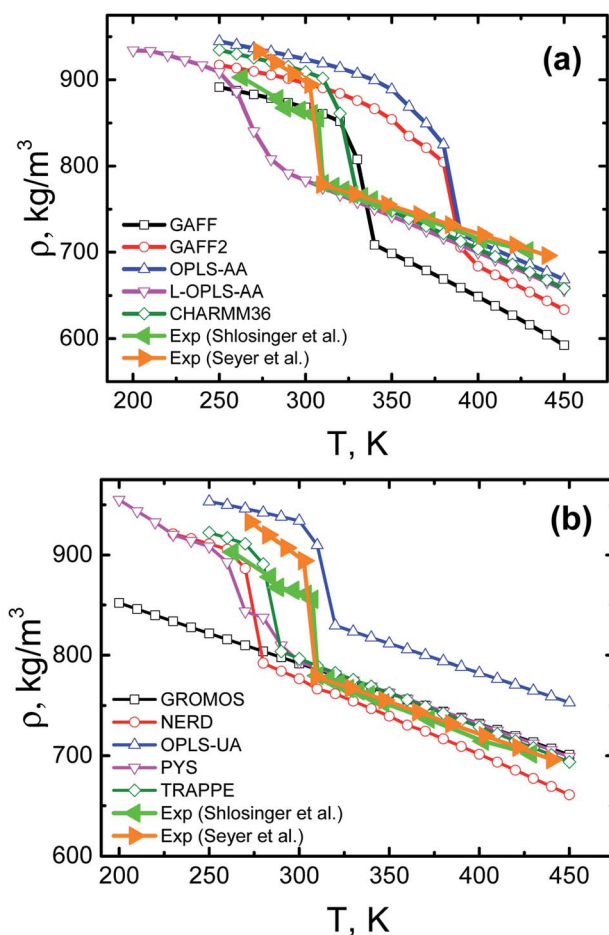 (a)
900
800
700
600
ρ, kg/m³
GAFF
GAFF2
OPLS-AA
L-OPLS-AA
CHARMM36
Exp (Shlosinger et al.)
Exp (Seyer et al.)
200 250 300 350 400 450
T, K
(b)
900
800
700
600
ρ, kg/m³
GROMOS
NERD
OPLS-UA
PYS
TRAPPE
Exp (Shlosinger et al.)
Exp (Seyer et al.)
200 250 300 350 400 450
T, K